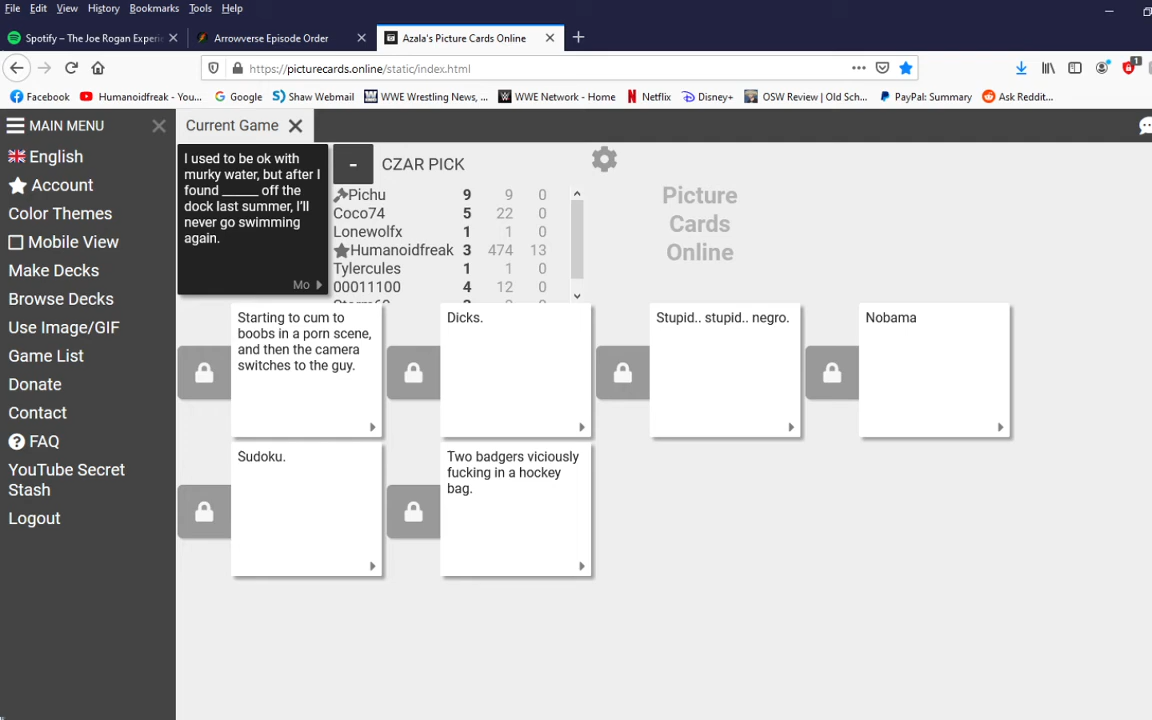 File Edit View History Bookmarks Tools Help
Spotify – The Joe Rogan Experi
Arrowverse Episode Order
Azala's Picture Cards Online
https://picturecards.online/static/index.html
Facebook
Humanoidfreak - You...
Google
Shaw Webmail
WWE Wrestling News, ...
WWE Network - Home
Netflix
Disney+
OSW Review | Old Sch...
PayPal: Summary
Ask Reddit...
1
MAIN MENU
English
Account
Color Themes
Mobile View
Make Decks
Browse Decks
Use Image/GIF
Game List
Donate
Contact
FAQ
YouTube Secret
Stash
Logout
Current Game
I used to be ok with
murky water, but after I
found ______ off the
dock last summer, I'll
never go swimming
again.
Mo
-
CZAR PICK
Pichu 9 9 0
Coco74 5 22 0
Lonewolfx 1 1 0
Humanoidfreak 3 474 13
Tylercules 1 1 0
00011100 4 12 0
Picture
Cards
Online
Starting to cum to
boobs in a porn scene,
and then the camera
switches to the guy.
Dicks.
Stupid.. stupid.. negro.
Nobama
Sudoku.
Two badgers viciously
fucking in a hockey
bag.